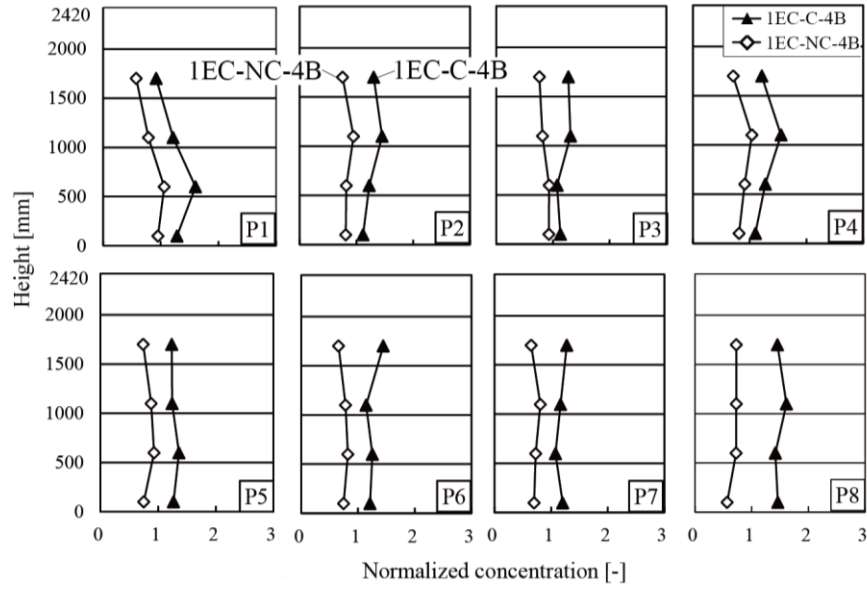 2420
2000
1500
1000
500
0
1EC-NC-4B
1EC-C-4B
1EC-C-4B
1EC-NC-4B
P1
P2
P3
P4
Height [mm]
2420
2000
1500
1000
500
0
P5
P6
P7
P8
0 1 2 3
0 1 2 3
0 1 2 3
0 1 2 3
Normalized concentration [-]